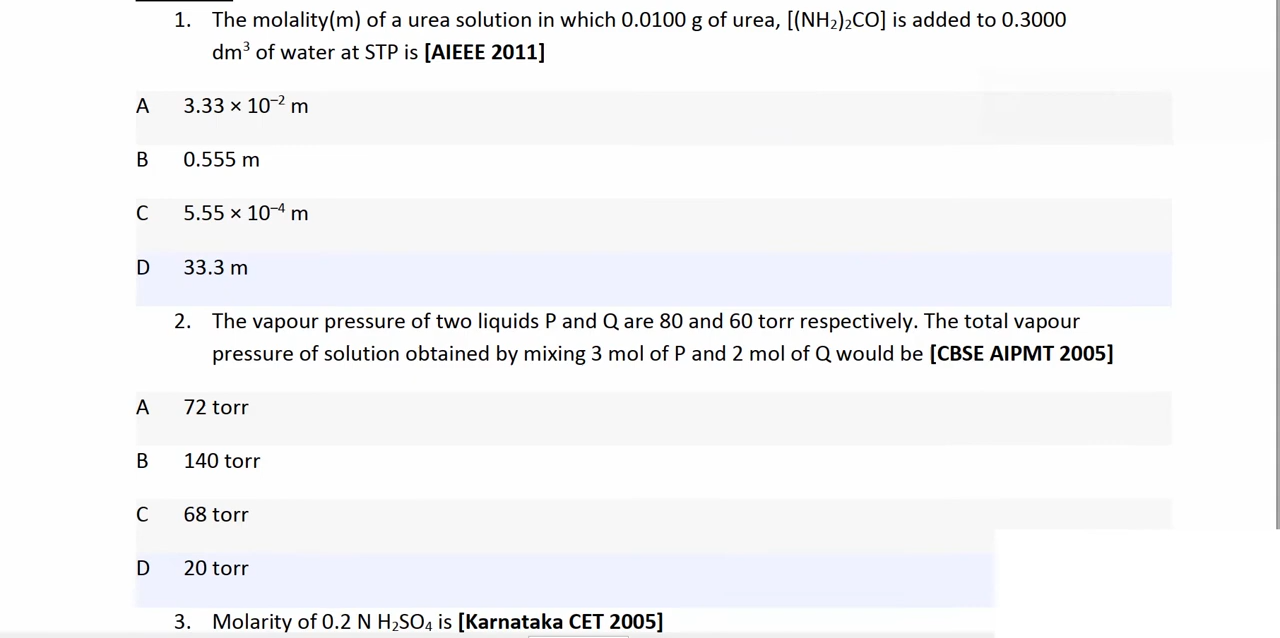 1. The molality(m) of a urea solution in which 0.0100 g of urea, [(NH₂)₂CO] is added to 0.3000
dm³ of water at STP is [AIEEE 2011]
A 3.33 × 10⁻² m
B 0.555 m
C 5.55 × 10⁻⁴ m
D 33.3 m
2. The vapour pressure of two liquids P and Q are 80 and 60 torr respectively. The total vapour
pressure of solution obtained by mixing 3 mol of P and 2 mol of Q would be [CBSE AIPMT 2005]
A 72 torr
B 140 torr
C 68 torr
D 20 torr
3. Molarity of 0.2 N H₂SO₄ is [Karnataka CET 2005]